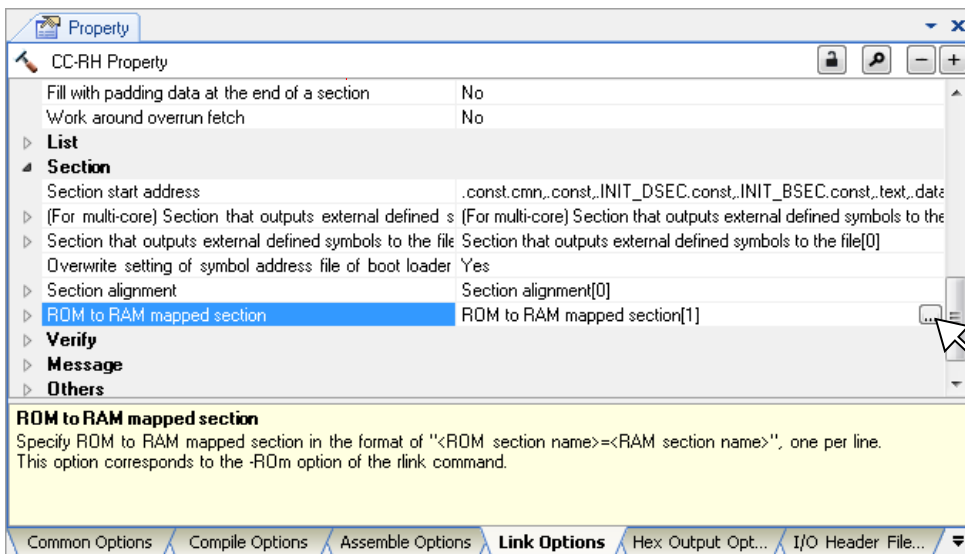 Property
CC-RH Property
Fill with padding data at the end of a section No
Work around overrun fetch No
List
Section
Section start address .const.cmn,.const,.INIT_DSEC.const,.INIT_BSEC.const,.text,.data
(For multi-core) Section that outputs external defined s (For multi-core) Section that outputs external defined symbols to the
Section that outputs external defined symbols to the file Section that outputs external defined symbols to the file[0]
Overwrite setting of symbol address file of boot loader Yes
Section alignment Section alignment[0]
ROM to RAM mapped section ROM to RAM mapped section[1] ...
Verify
Message
Others
ROM to RAM mapped section
Specify ROM to RAM mapped section in the format of "<ROM section name>=<RAM section name>", one per line.
This option corresponds to the -ROm option of the rlink command.
Common Options Compile Options Assemble Options Link Options Hex Output Opt... I/O Header File...